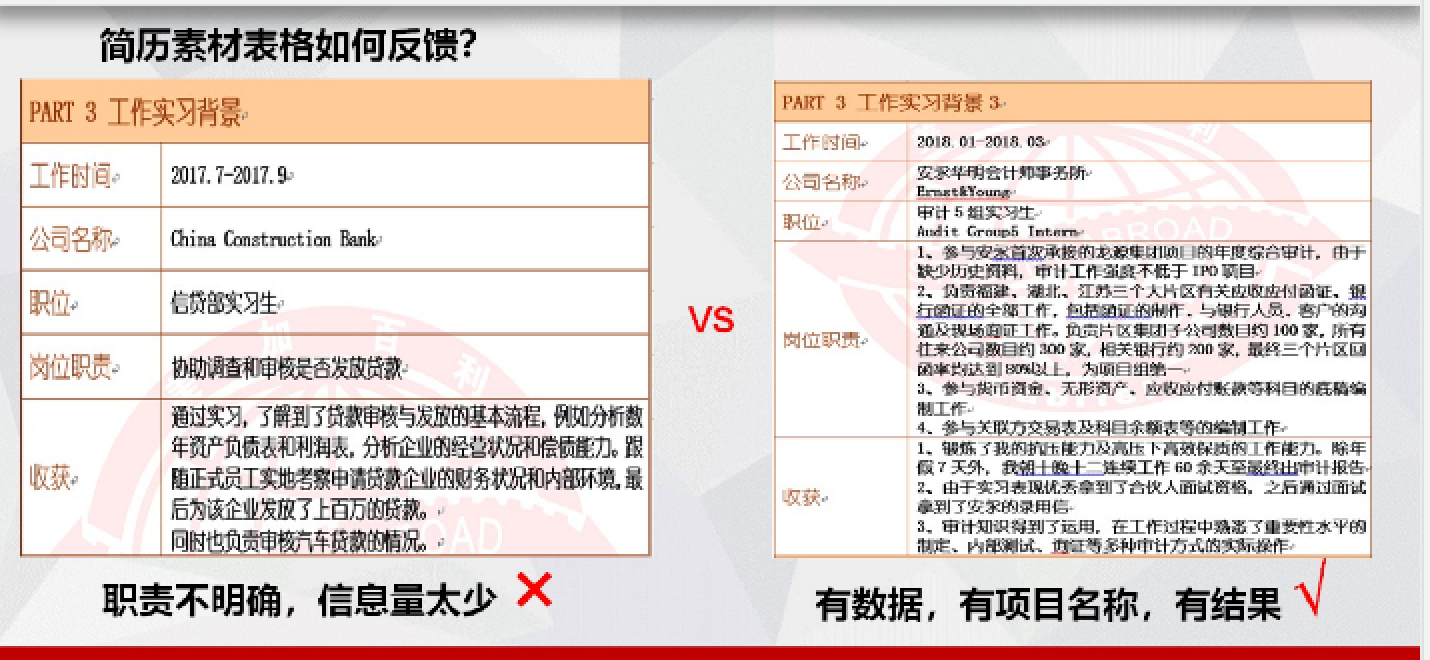 简历素材表格如何反馈？
PART 3 工作实习背景
工作时间
2017.7-2017.9
公司名称
China Construction Bank
职位
信贷部实习生
岗位职责
协助调查和审核是否发放贷款
收获
通过实习，了解到了贷款审核与发放的基本流程，例如分析数
年资产负债表和利润表，分析企业的经营状况和偿债能力。跟
随正式员工实地考察申请贷款企业的财务状况和内部环境，最
后为该企业发放了上百万的贷款。
同时也负责审核汽车贷款的情况。
职责不明确，信息量太少 ×
VS
PART 3 工作实习背景 3
工作时间
2018.01-2018.03
公司名称
安永华明会计师事务所
Ernst&Young
职位
审计 5 组实习生
Audit Group5 Intern
岗位职责
1、参与安永首次承接的龙源集团项目的年度综合审计，由于
缺少历史资料，审计工作强度不低于 IPO 项目
2、负责福建、湖北、江苏三个大片区有关应收应付函证、银
行函证的全部工作，包括函证的制作、与银行人员、客户的沟
通及现场函证工作。负责片区集团子公司数目约 100 家，所有
往来公司数目约 300 家，相关银行约 200 家，最终三个片区回
函率均达到 80%以上，为项目组第一
3、参与货币资金、无形资产、应收应付账款等科目的底稿编
制工作
4、参与关联方交易表及科目余额表等的编制工作
收获
1、锻炼了我的抗压能力及高压下高效保质的工作能力。除年
假 7 天外，我朝十晚十二连续工作 60 余天至最终出审计报告
2、由于实习表现优秀拿到了合伙人面试资格，之后通过面试
拿到了安永的录用信
3、审计知识得到了运用，在工作过程中熟悉了重要性水平的
制定、内部测试、函证等多种审计方式的实际操作
有数据，有项目名称，有结果 √
加 百 利
BROAD
利
BROAD